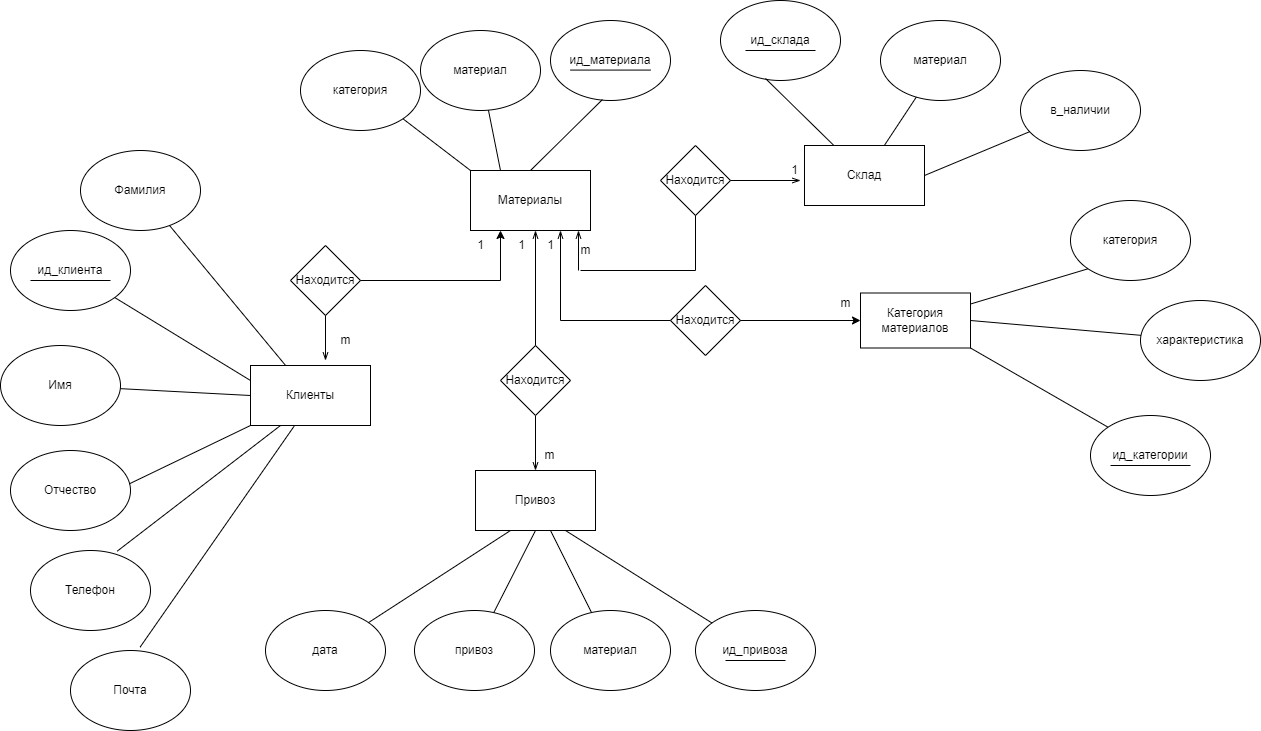 ид_склада
ид_материала
материал
материал
категория
в_наличии
Материалы
Находится
1
Склад
Фамилия
категория
1
1
1
m
ид_клиента
Находится
Находится
m
Категория
материалов
m
характеристика
Находится
Имя
Клиенты
m
ид_категории
Отчество
Привоз
Телефон
дата
привоз
материал
ид_привоза
Почта